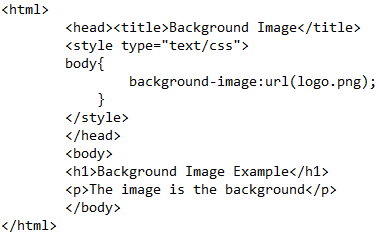 <html>
<head><title>Background Image</title>
<style type="text/css">
body{
background-image:url(logo.png);
}
</style>
</head>
<body>
<h1>Background Image Example</h1>
<p>The image is the background</p>
</body>
</html>